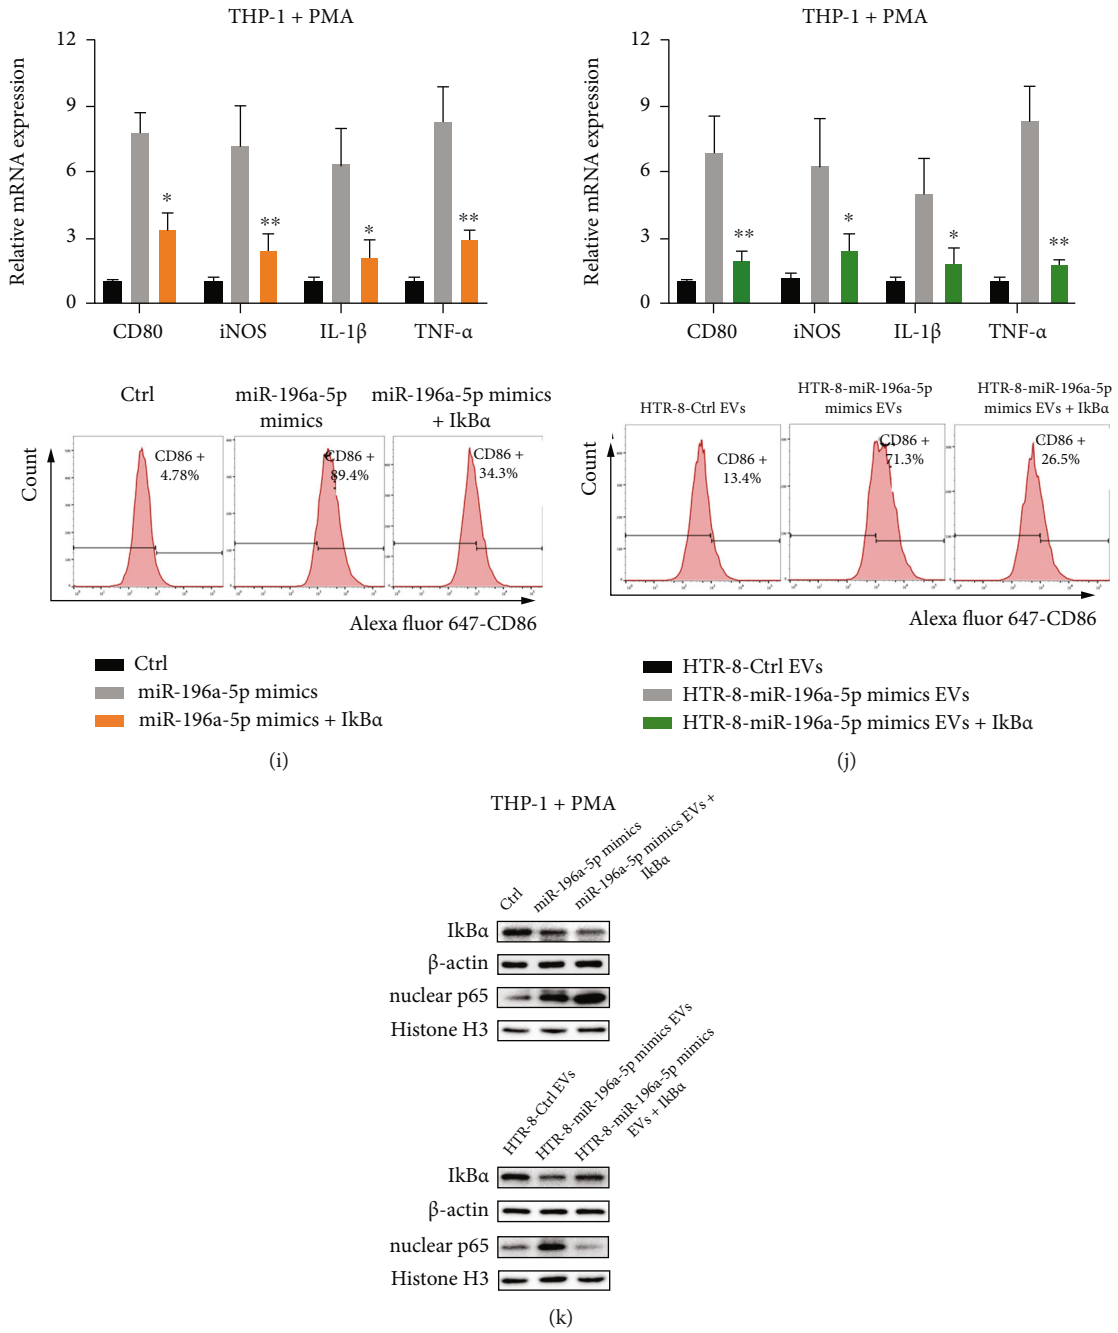 THP-1 + PMA
Relative mRNA expression
12
9
6
3
0
*
**
*
**
CD80 iNOS IL-1β TNF-α
Ctrl
miR-196a-5p
mimics
miR-196a-5p mimics
+ IkBα
Count
CD86 +
4.78%
CD86 +
89.4%
CD86 +
34.3%
Alexa fluor 647-CD86
Ctrl
miR-196a-5p mimics
miR-196a-5p mimics + IkBα
(i)
THP-1 + PMA
Relative mRNA expression
12
9
6
3
0
**
*
*
**
CD80 iNOS IL-1β TNF-α
HTR-8-Ctrl EVs
HTR-8-miR-196a-5p
mimics EVs
HTR-8-miR-196a-5p
mimics EVs + IkBα
Count
CD86 +
13.4%
CD86 +
71.3%
CD86 +
26.5%
Alexa fluor 647-CD86
HTR-8-Ctrl EVs
HTR-8-miR-196a-5p mimics EVs
HTR-8-miR-196a-5p mimics EVs + IkBα
(j)
THP-1 + PMA
Ctrl
miR-196a-5p mimics
miR-196a-5p mimics EVs +
IkBα
IkBα
β-actin
nuclear p65
Histone H3
HTR-8-Ctrl EVs
HTR-8-miR-196a-5p mimics EVs
HTR-8-miR-196a-5p mimics
EVs + IkBα
IkBα
β-actin
nuclear p65
Histone H3
(k)